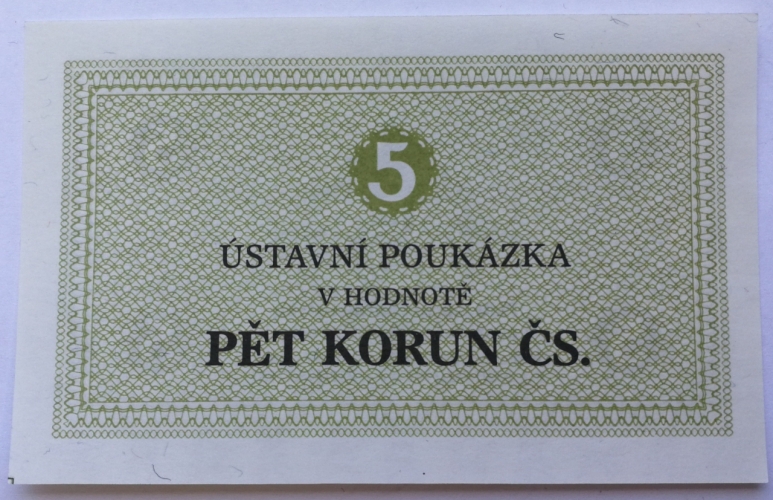 5
ÚSTAVNÍ POUKÁZKA
V HODNOTĚ
PĚT KORUN ČS.